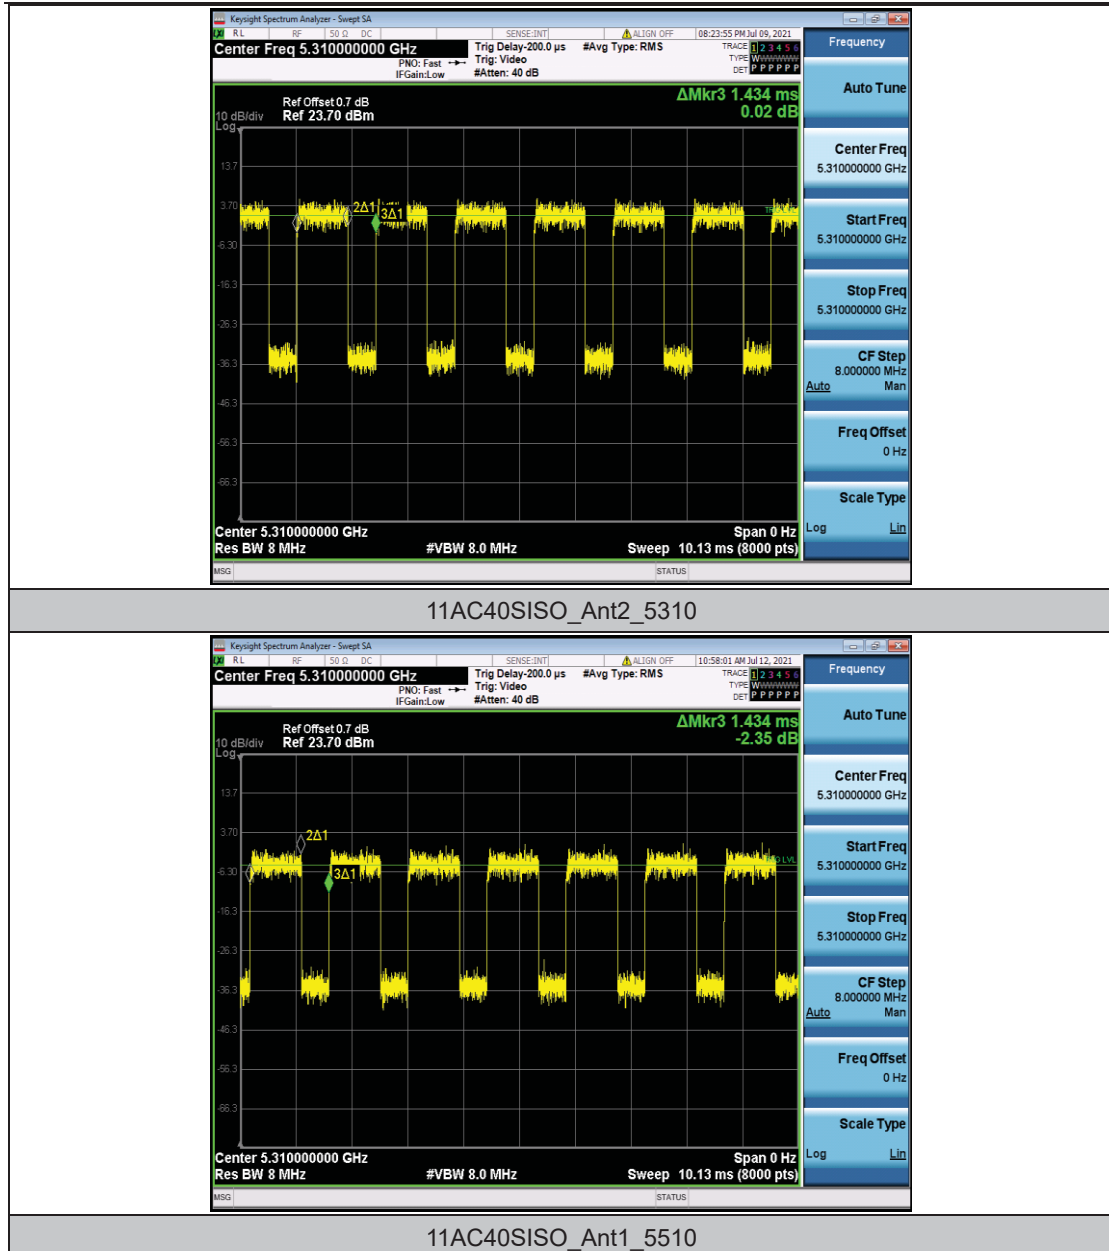 Keysight Spectrum Analyzer - Swept SA
LXI RL RF 50 Ω DC SENSE:INT ALIGN OFF 08:23:55 PM Jul 09, 2021
Center Freq 5.310000000 GHz Trig Delay-200.0 µs #Avg Type: RMS TRACE 1 2 3 4 5 6
PNO: Fast Trig: Video TYPE WWWWWW
IFGain:Low #Atten: 40 dB DET P P P P P P
ΔMkr3 1.434 ms
0.02 dB
Ref Offset 0.7 dB
10 dB/div Ref 23.70 dBm
Log
13.7
3.70
-6.30
-16.3
-26.3
-36.3
-46.3
-56.3
-66.3
2Δ1
3Δ1
Center 5.310000000 GHz Span 0 Hz
Res BW 8 MHz #VBW 8.0 MHz Sweep 10.13 ms (8000 pts)
MSG STATUS
Frequency
Auto Tune
Center Freq
5.310000000 GHz
Start Freq
5.310000000 GHz
Stop Freq
5.310000000 GHz
CF Step
8.000000 MHz
Auto Man
Freq Offset
0 Hz
Scale Type
Log Lin
11AC40SISO_Ant2_5310
Keysight Spectrum Analyzer - Swept SA
LXI RL RF 50 Ω DC SENSE:INT ALIGN OFF 10:58:01 AM Jul 12, 2021
Center Freq 5.310000000 GHz Trig Delay-200.0 µs #Avg Type: RMS TRACE 1 2 3 4 5 6
PNO: Fast Trig: Video TYPE WWWWWW
IFGain:Low #Atten: 40 dB DET P P P P P P
ΔMkr3 1.434 ms
-2.35 dB
Ref Offset 0.7 dB
10 dB/div Ref 23.70 dBm
Log
13.7
3.70
-6.30
-16.3
-26.3
-36.3
-46.3
-56.3
-66.3
2Δ1
3Δ1
LVL
Center 5.310000000 GHz Span 0 Hz
Res BW 8 MHz #VBW 8.0 MHz Sweep 10.13 ms (8000 pts)
MSG STATUS
Frequency
Auto Tune
Center Freq
5.310000000 GHz
Start Freq
5.310000000 GHz
Stop Freq
5.310000000 GHz
CF Step
8.000000 MHz
Auto Man
Freq Offset
0 Hz
Scale Type
Log Lin
11AC40SISO_Ant1_5510